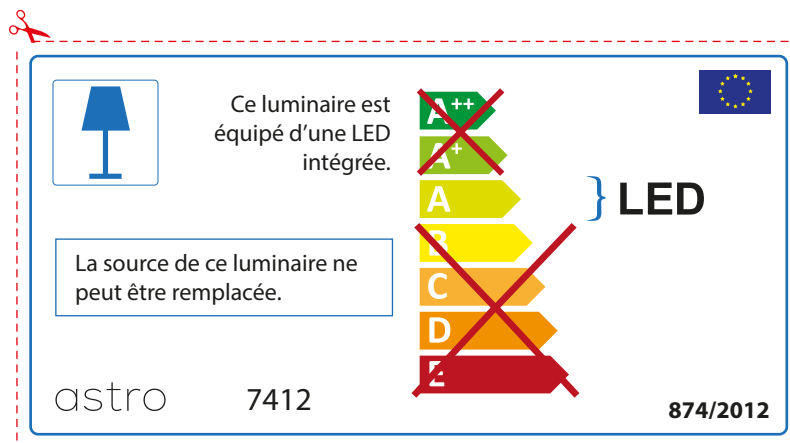 Ce luminaire est
équipé d’une LED
intégrée.
La source de ce luminaire ne
peut être remplacée.
A++
A+
A
B
C
D
E
LED
astro
7412
874/2012